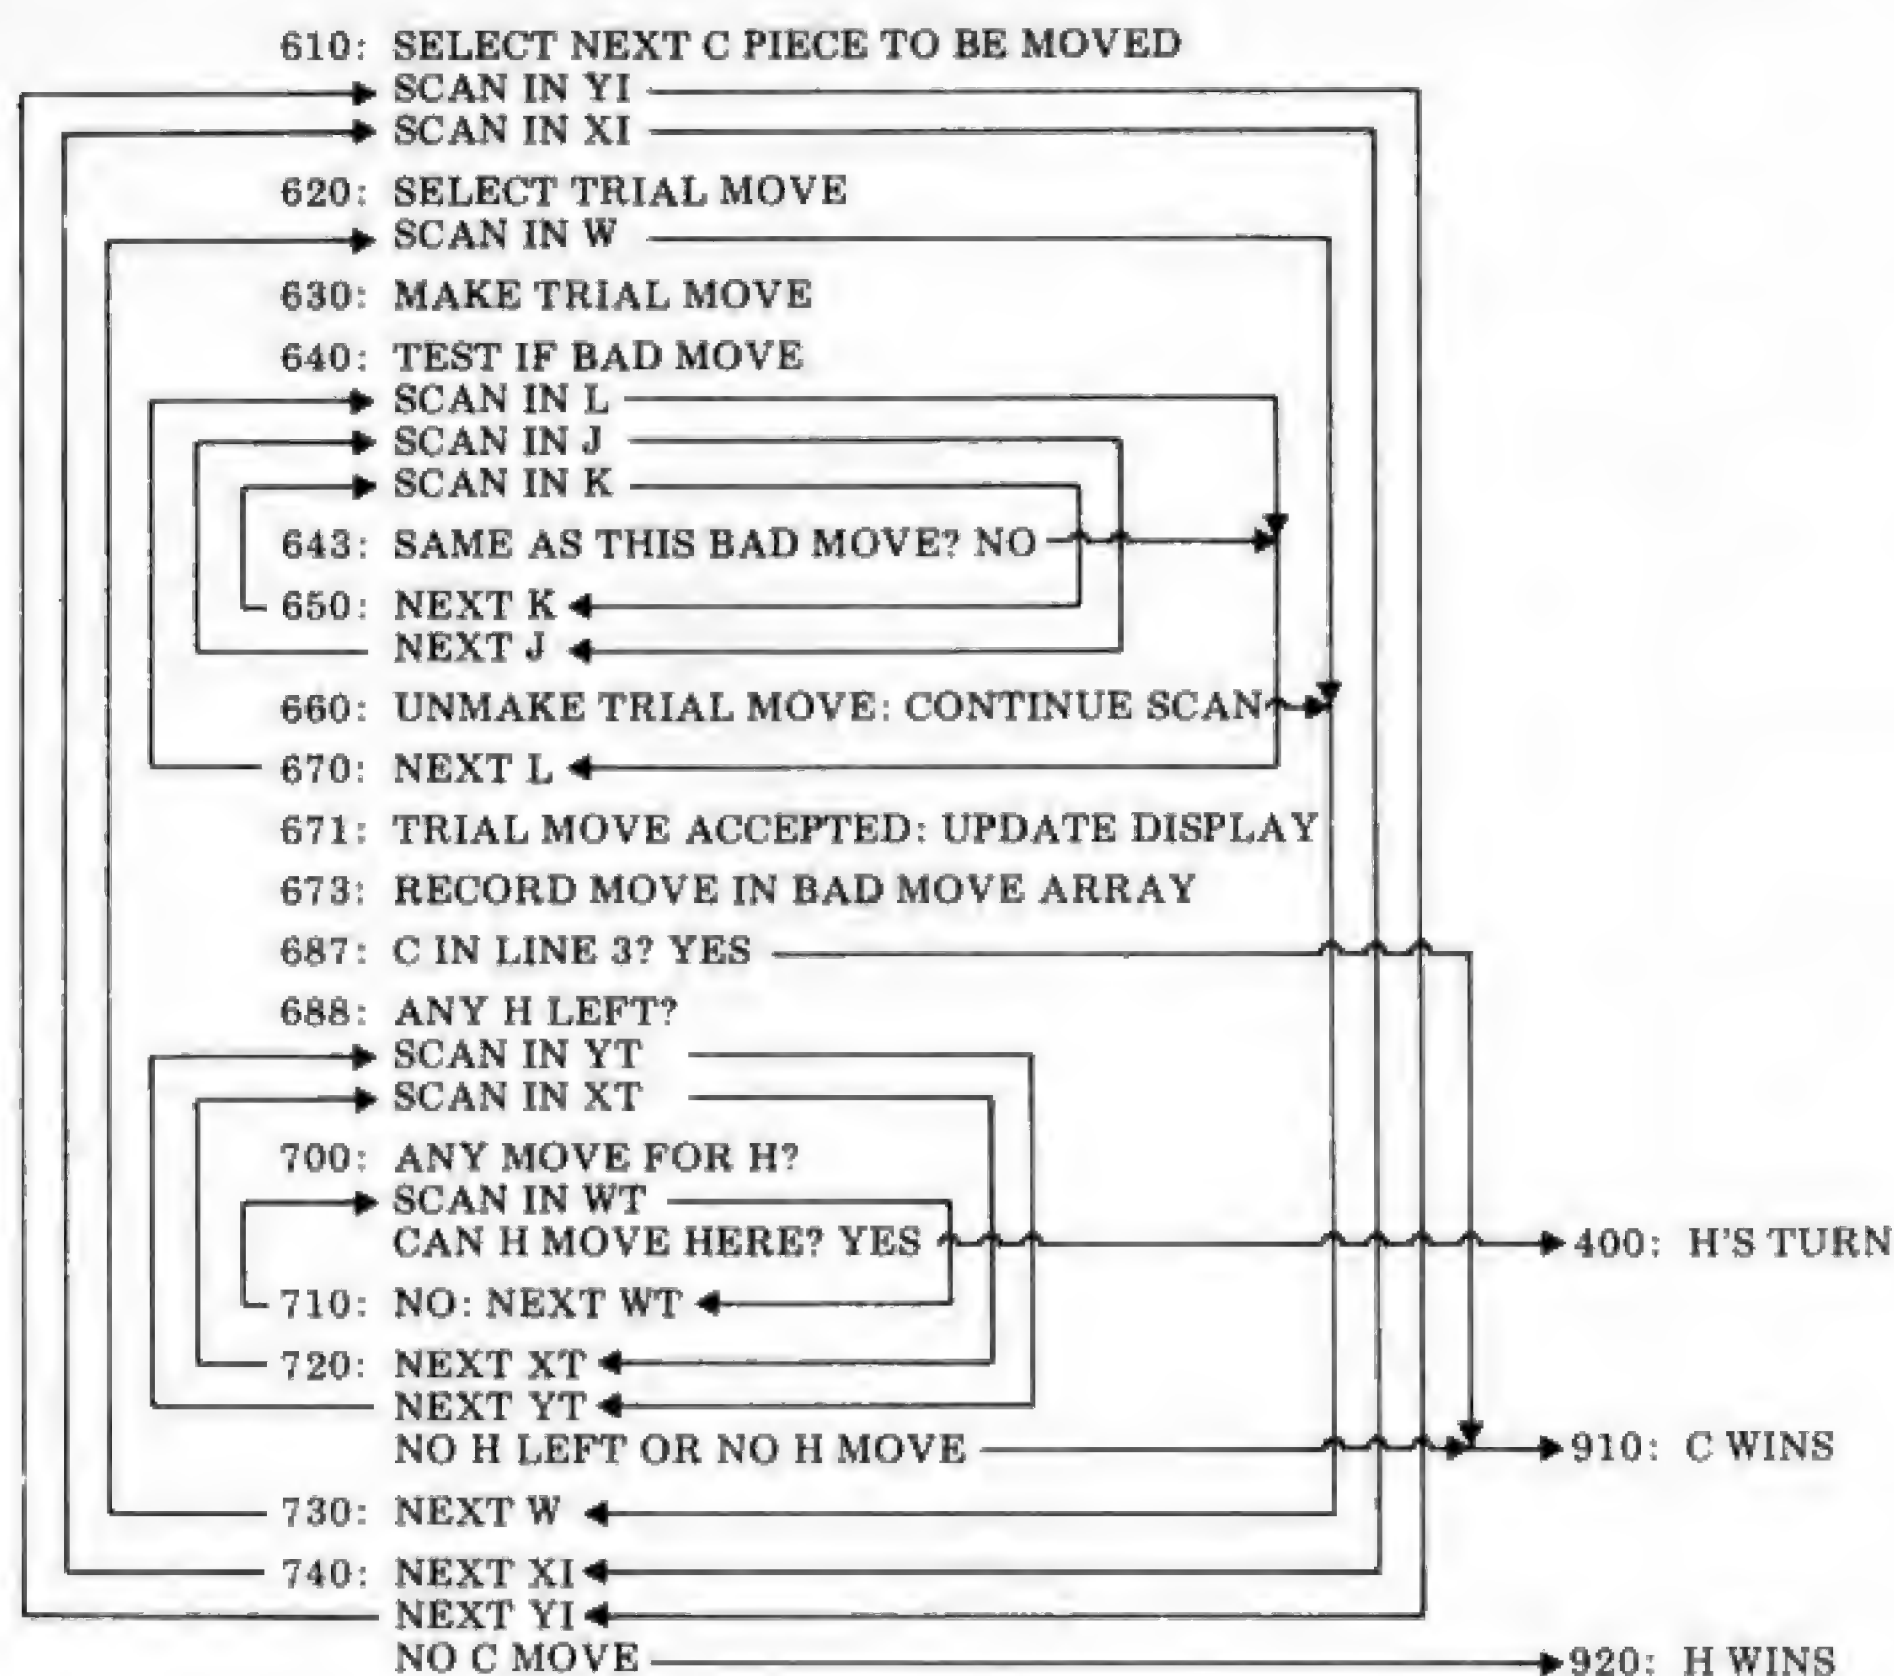 610: SELECT NEXT C PIECE TO BE MOVED
SCAN IN YI
SCAN IN XI
620: SELECT TRIAL MOVE
SCAN IN W
630: MAKE TRIAL MOVE
640: TEST IF BAD MOVE
SCAN IN L
SCAN IN J
SCAN IN K
643: SAME AS THIS BAD MOVE? NO
650: NEXT K
NEXT J
660: UNMAKE TRIAL MOVE: CONTINUE SCAN
670: NEXT L
671: TRIAL MOVE ACCEPTED: UPDATE DISPLAY
673: RECORD MOVE IN BAD MOVE ARRAY
687: C IN LINE 3? YES
688: ANY H LEFT?
SCAN IN YT
SCAN IN XT
700: ANY MOVE FOR H?
SCAN IN WT
CAN H MOVE HERE? YES 400: H'S TURN
710: NO: NEXT WT
720: NEXT XT
NEXT YT
NO H LEFT OR NO H MOVE 910: C WINS
730: NEXT W
740: NEXT XI
NEXT YI
NO C MOVE 920: H WINS